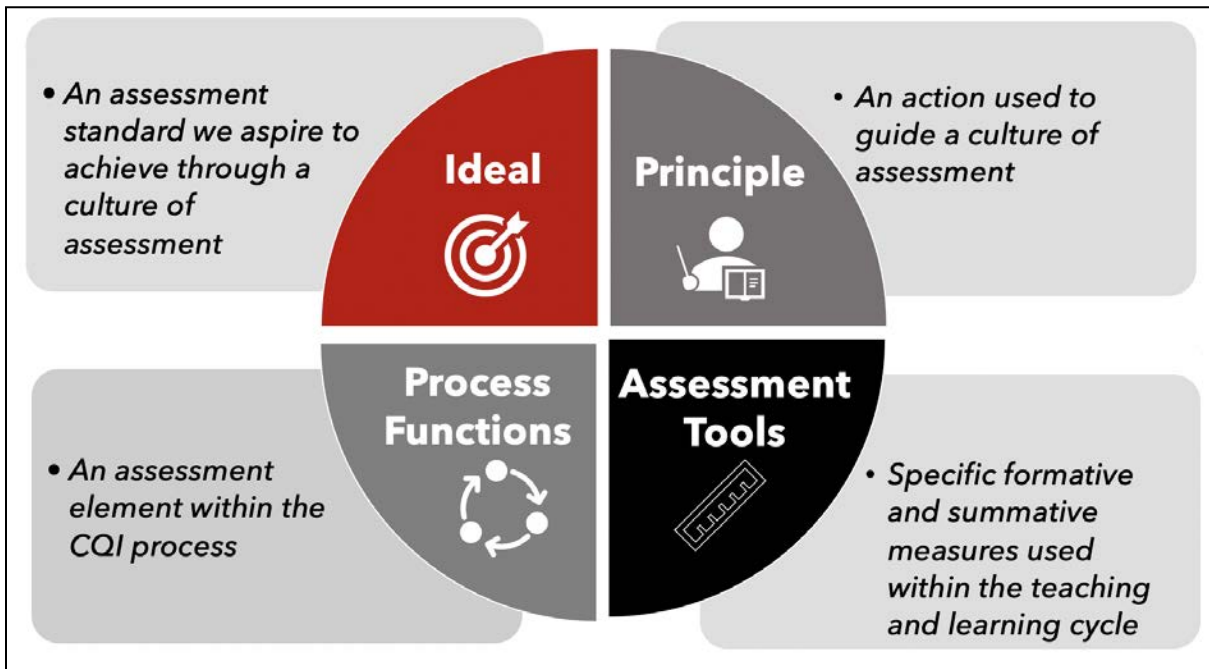 • An assessment
standard we aspire to
achieve through a
culture of
assessment
Ideal
Principle
• An action used to
guide a culture of
assessment
• An assessment
element within the
CQI process
Process
Functions
Assessment
Tools
• Specific formative
and summative
measures used
within the teaching
and learning cycle